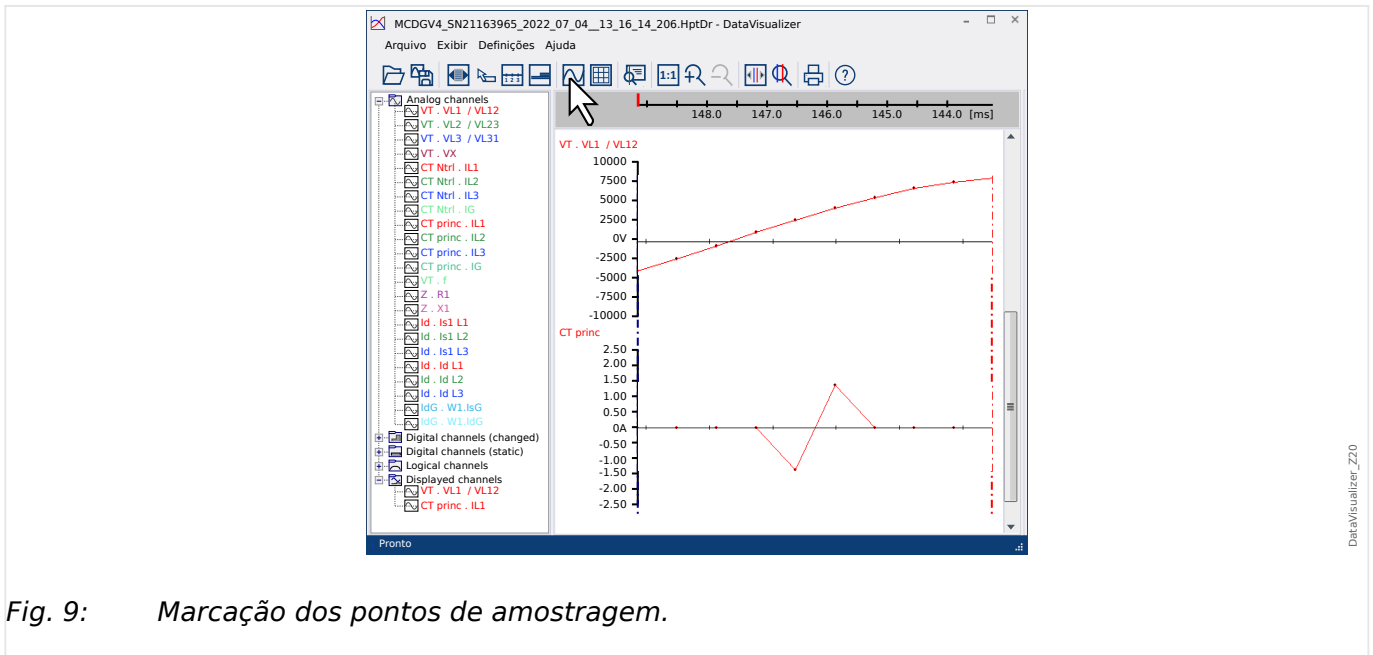 MCDGV4_SN21163965_2022_07_04__13_16_14_206.HptDr - DataVisualizer
Arquivo Exibir Definições Ajuda
1 2 3
1:1
?
Analog channels
VT . VL1 / VL12
VT . VL2 / VL23
VT . VL3 / VL31
VT . VX
CT Ntrl . IL1
CT Ntrl . IL2
CT Ntrl . IL3
CT Ntrl . IG
CT princ . IL1
CT princ . IL2
CT princ . IL3
CT princ . IG
VT . f
Z . R1
Z . X1
Id . Is1 L1
Id . Is1 L2
Id . Is1 L3
Id . Id L1
Id . Id L2
Id . Id L3
IdG . W1.IsG
IdG . W1.IdG
Digital channels (changed)
Digital channels (static)
Logical channels
Displayed channels
VT . VL1 / VL12
CT princ . IL1
148.0 147.0 146.0 145.0 144.0 [ms]
VT . VL1 / VL12
10000
7500
5000
2500
0V
-2500
-5000
-7500
-10000
CT princ
2.50
2.00
1.50
1.00
0.50
0A
-0.50
-1.00
-1.50
-2.00
-2.50
Pronto
DataVisualizer_Z20
Fig. 9: Marcação dos pontos de amostragem.